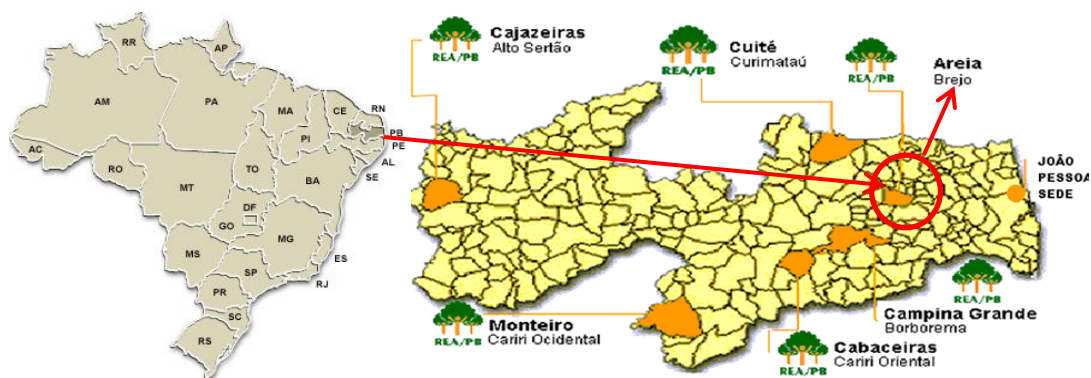 RR
AP
AM
PA
MA
CE
RN
PB
PE
AL
SE
PI
AC
RO
TO
BA
MT
DF
GO
MG
MS
ES
SP
RJ
PR
SC
RS
REA/PB
Cajazeiras
Alto Sertão
REA/PB
Cuité
Curimataú
REA/PB
Areia
Brejo
JOÃO
PESSOA
SEDE
REA/PB
Monteiro
Cariri Ocidental
REA/PB
Campina Grande
Borborema
REA/PB
Cabaceiras
Cariri Oriental